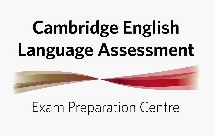 Cambridge English
Language Assessment
Exam Preparation Centre